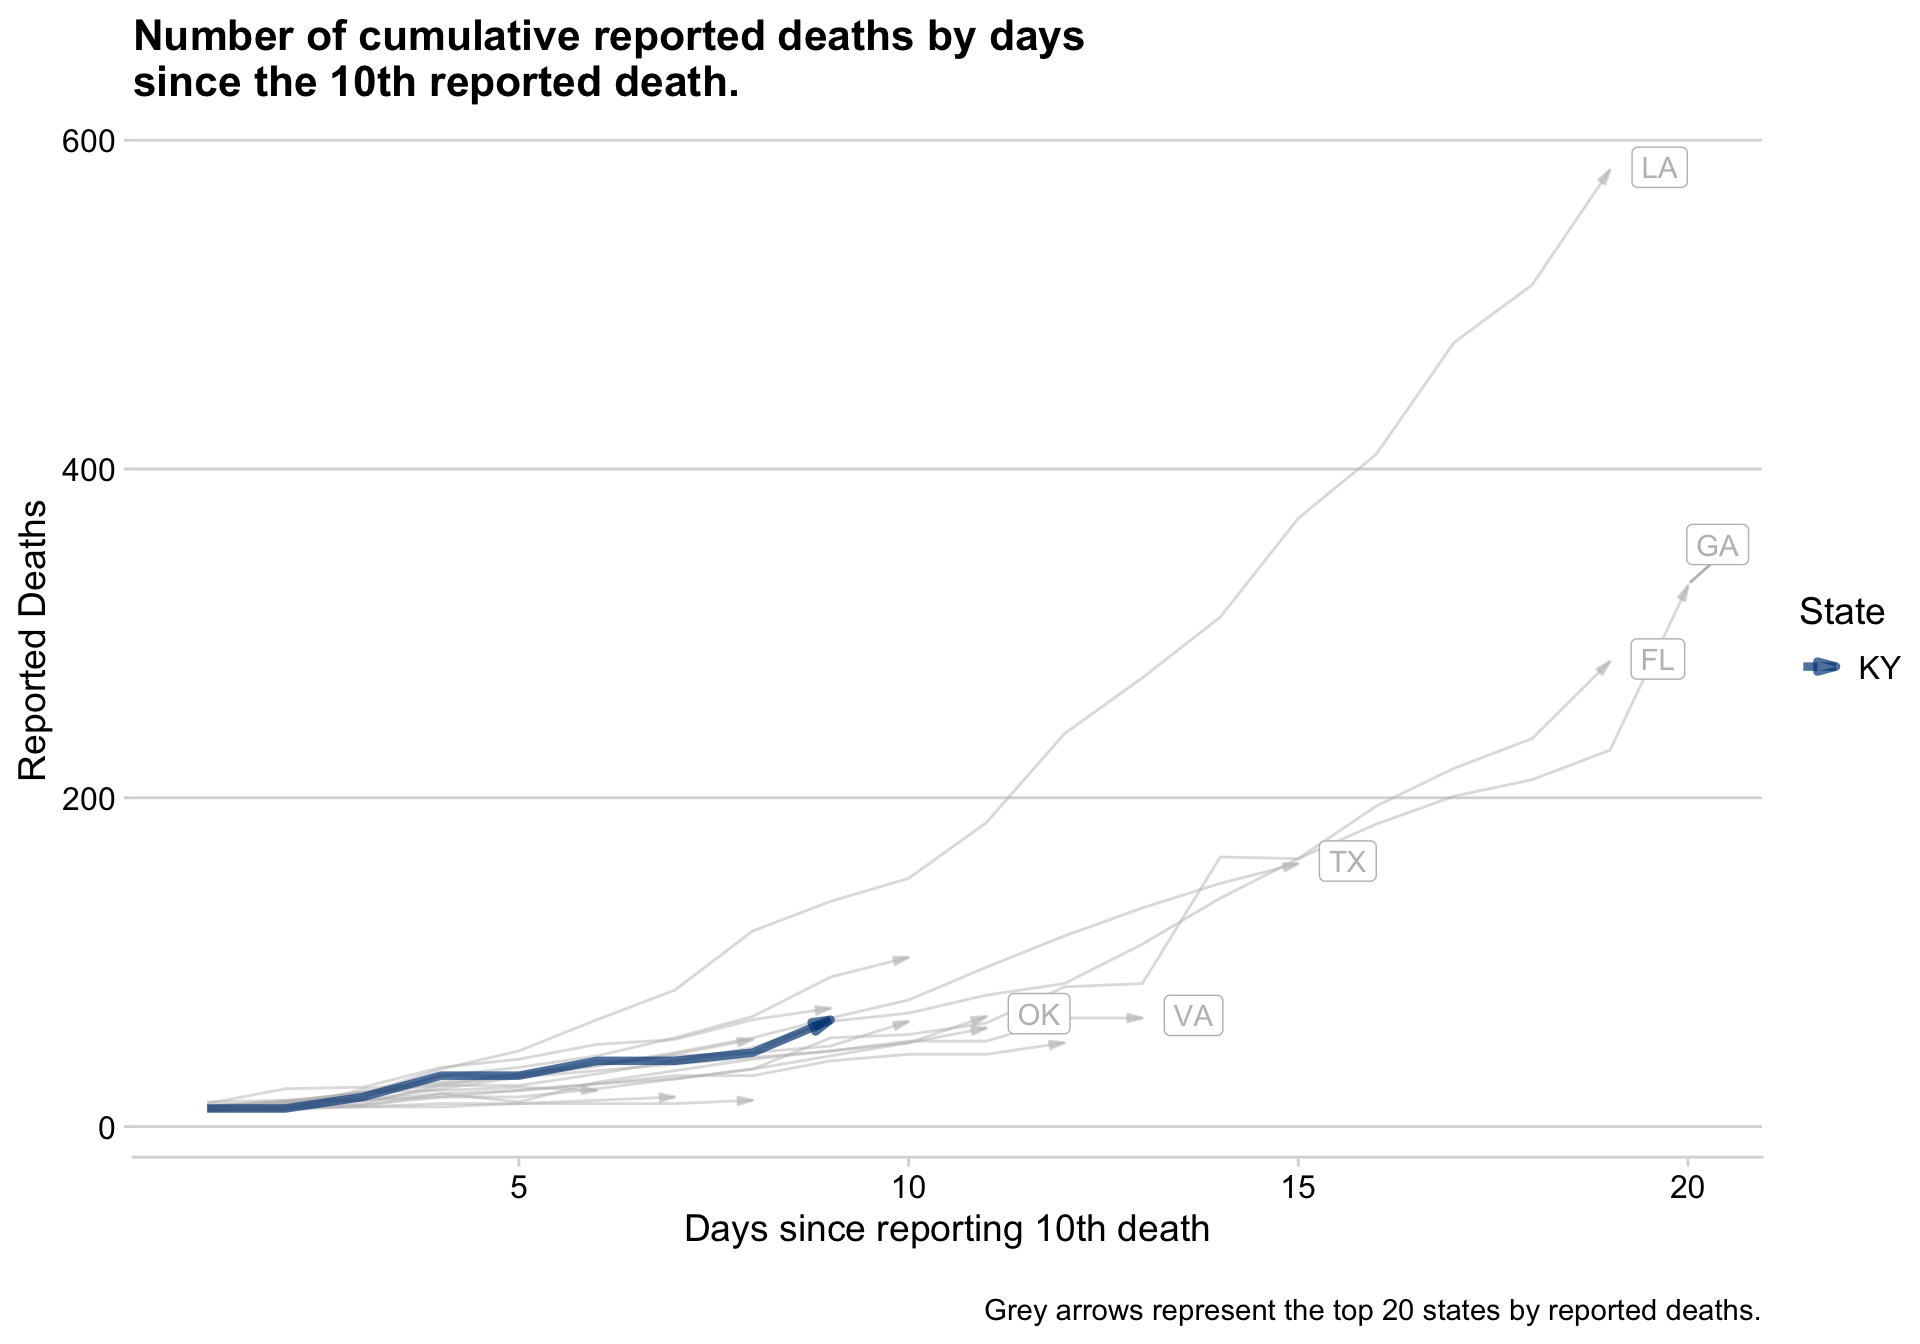 Number of cumulative reported deaths by days
since the 10th reported death.
600
400
200
0
Reported Deaths
LA
GA
FL
TX
OK
VA
State
KY
5
10
15
20
Days since reporting 10th death
Grey arrows represent the top 20 states by reported deaths.